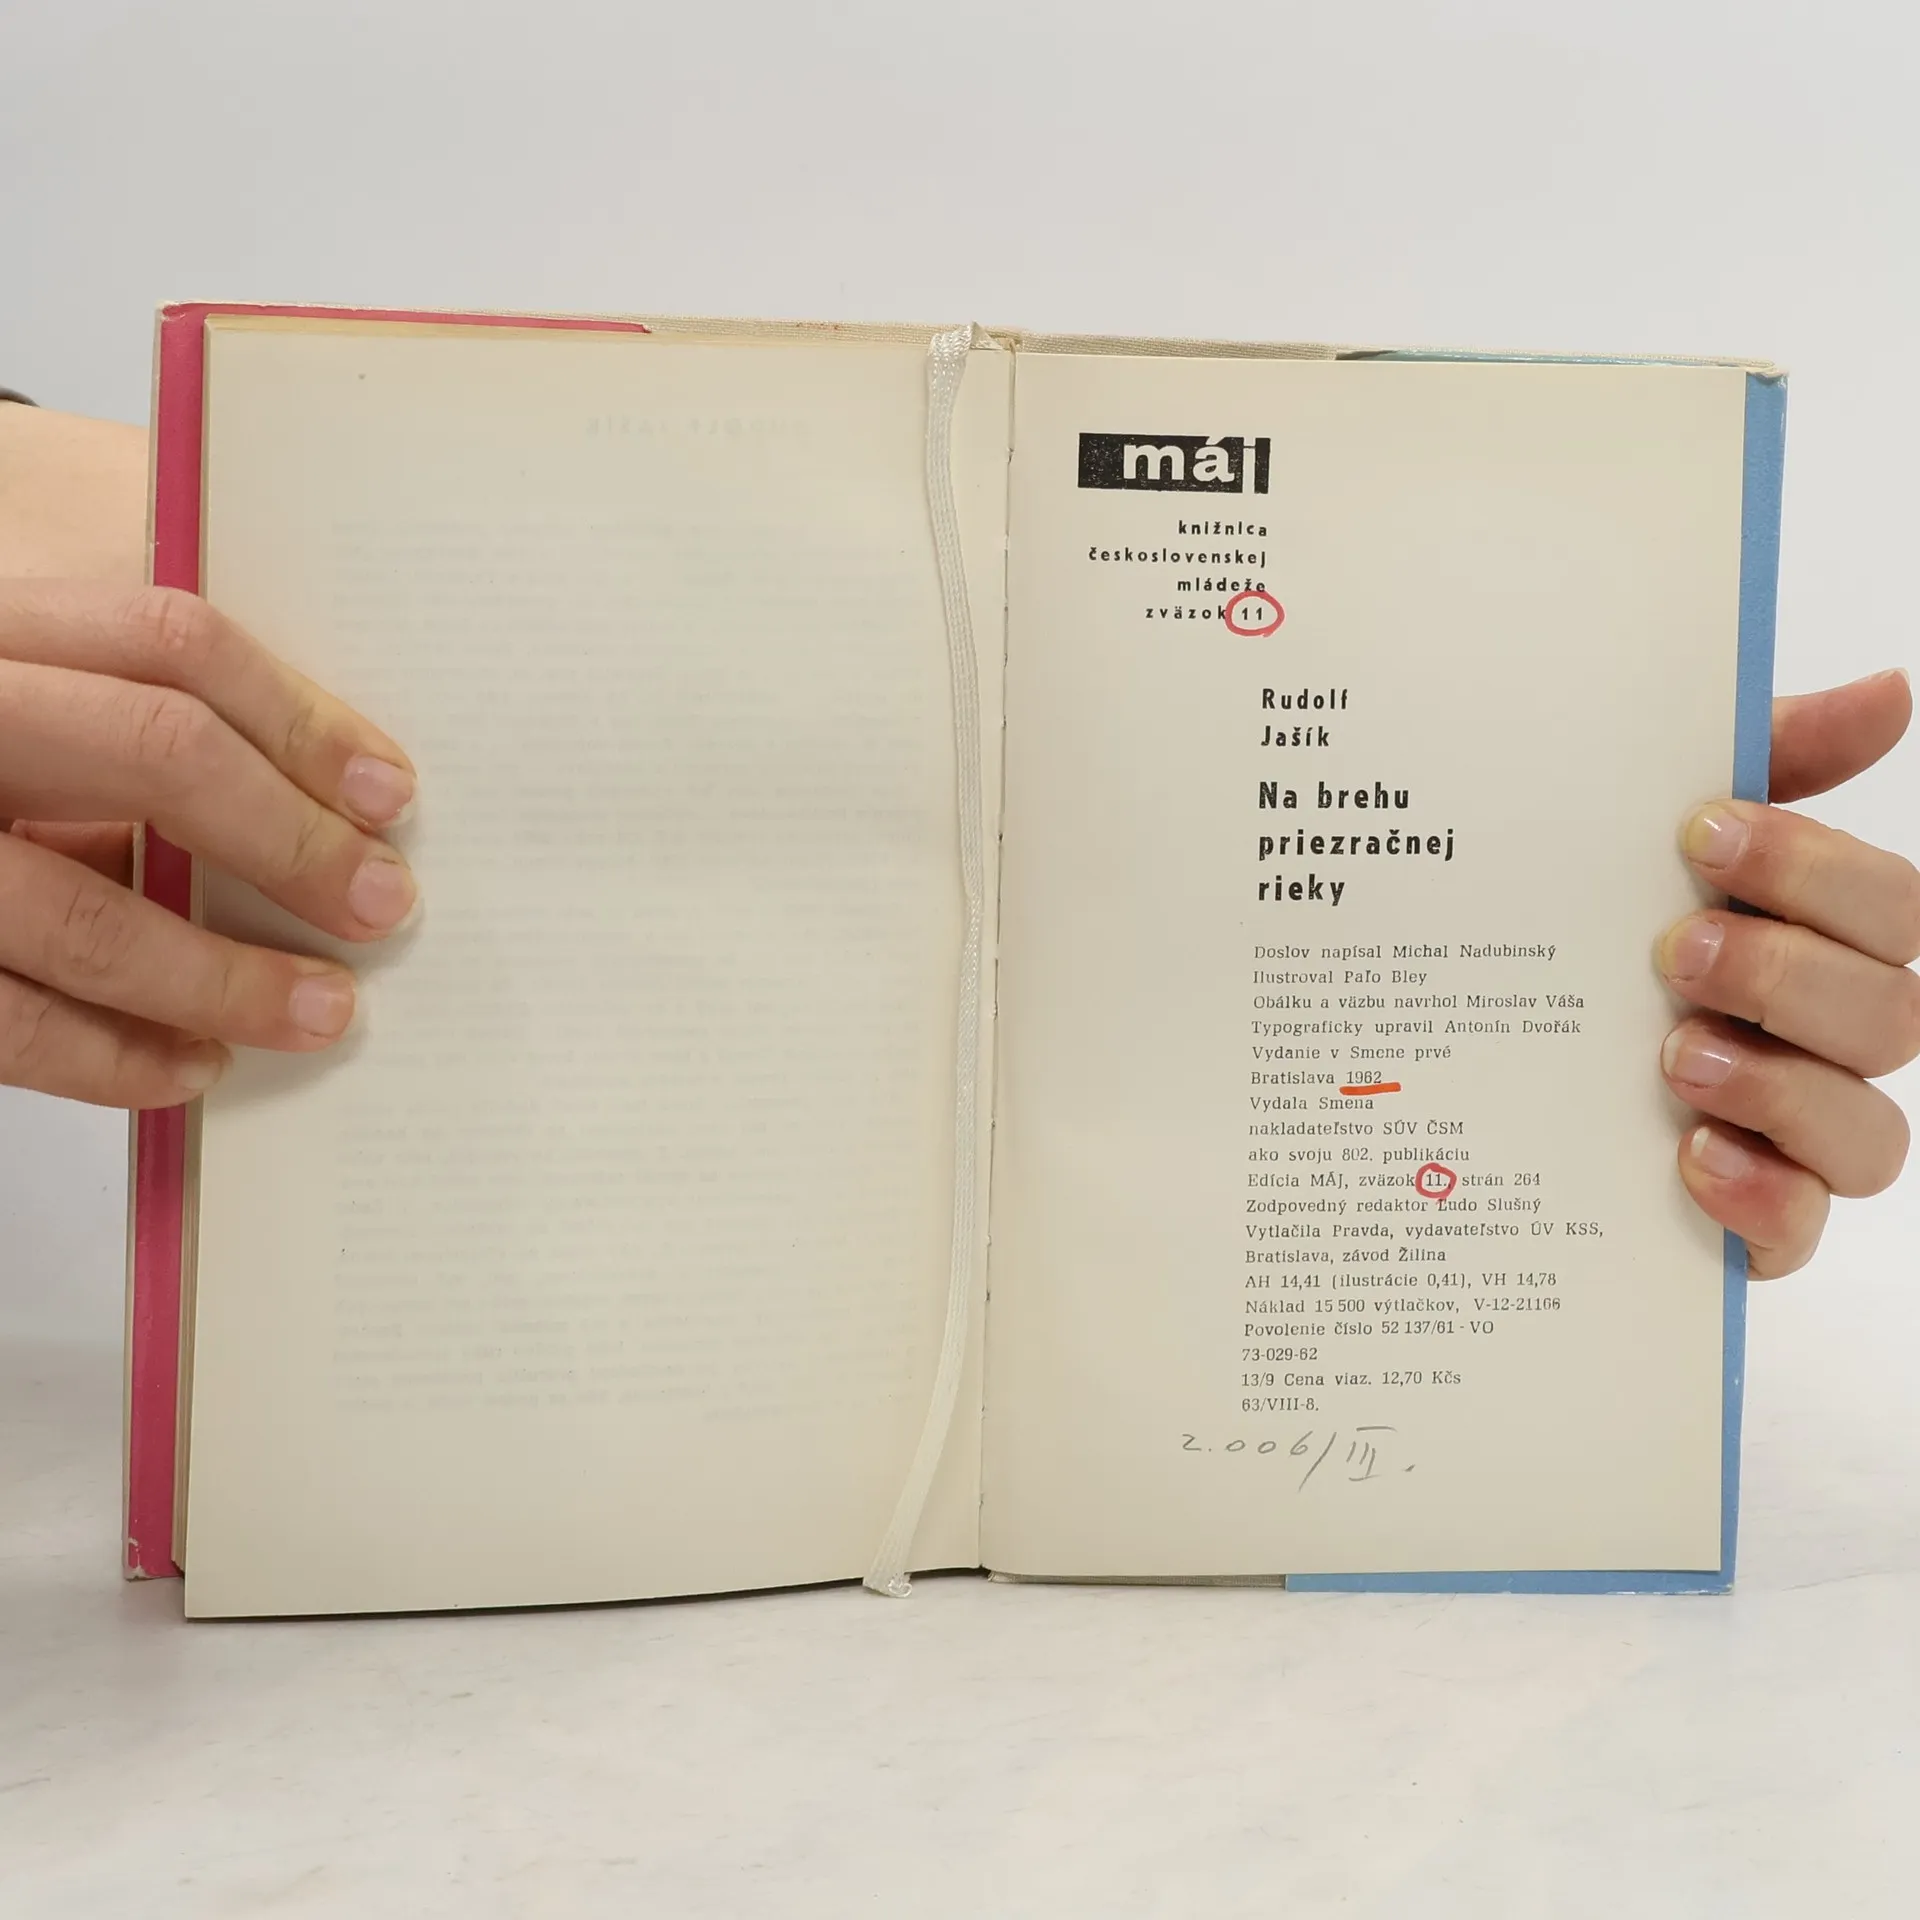 máj
knižnica
československej
mládeže
zväzok 11
Rudolf
Jašík
Na brehu
priezračnej
rieky
Doslov napísal Michal Nadubinský
Ilustroval Paľo Bley
Obálku a väzbu navrhol Miroslav Váša
Typograficky upravil Antonín Dvořák
Vydanie v Smene prvé
Bratislava 1962
Vydala Smena
nakladateľstvo SÚV ČSM
ako svoju 802. publikáciu
Edícia MÁJ, zväzok 11., strán 264
Zodpovedný redaktor Ľudo Slušný
Vytlačila Pravda, vydavateľstvo ÚV KSS,
Bratislava, závod Žilina
AH 14,41 (ilustrácie 0,41), VH 14,78
Náklad 15 500 výtlačkov, V-12-21166
Povolenie číslo 52 137/61 - VO
73-029-62
13/9 Cena viaz. 12,70 Kčs
63/VIII-8.
2.006/III.